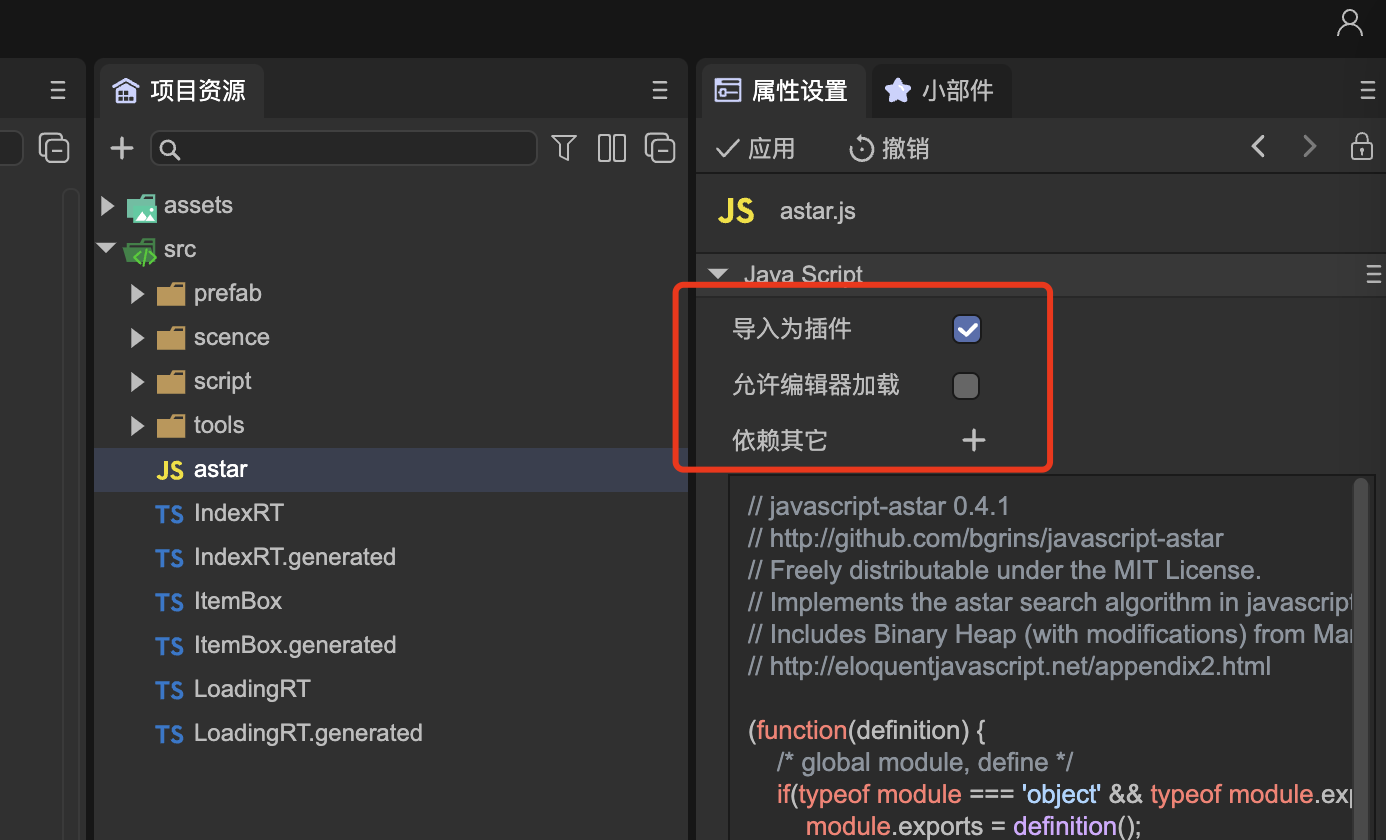 项目资源
assets
src
prefab
scence
script
tools
JS astar
TS IndexRT
TS IndexRT.generated
TS ItemBox
TS ItemBox.generated
TS LoadingRT
TS LoadingRT.generated
属性设置 小部件
应用 撤销
JS astar.js
Java Script
导入为插件
允许编辑器加载
依赖其它
// javascript-astar 0.4.1
// http://github.com/bgrins/javascript-astar
// Freely distributable under the MIT License.
// Implements the astar search algorithm in javascript
// Includes Binary Heap (with modifications) from Mar
// http://eloquentjavascript.net/appendix2.html
(function(definition) {
/* global module, define */
if(typeof module === 'object' && typeof module.exp
module.exports = definition();